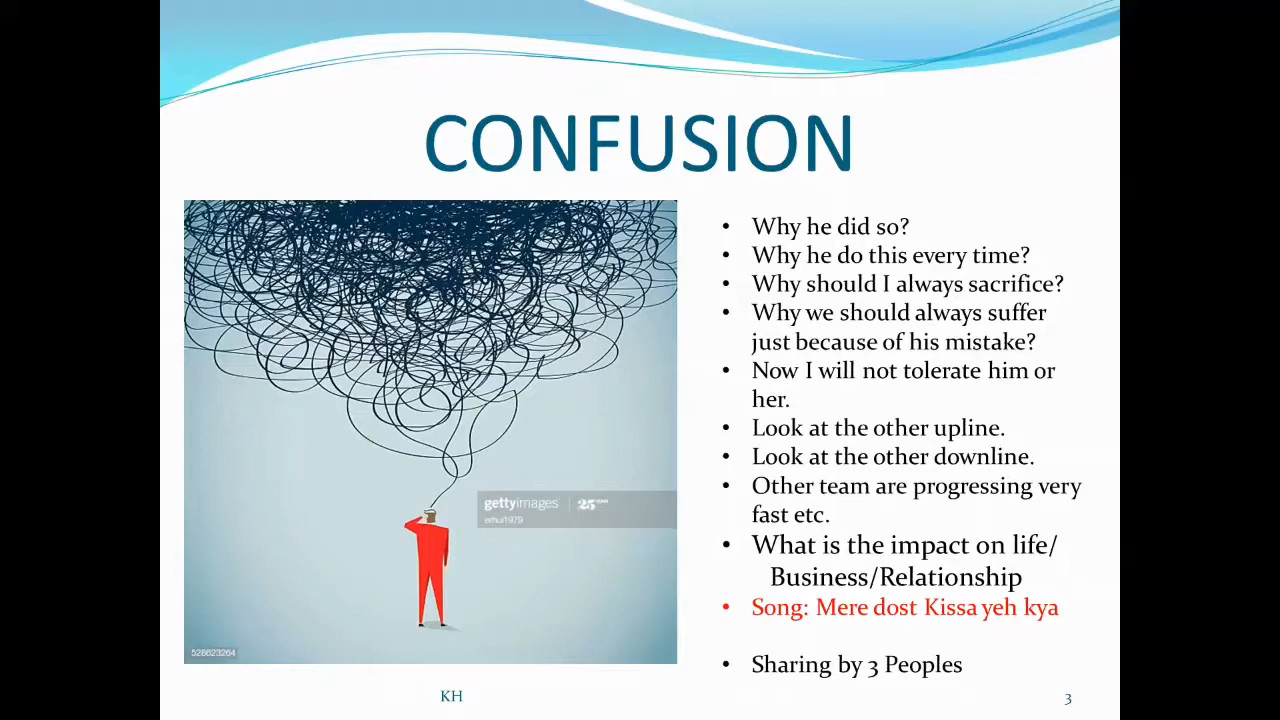 CONFUSION
• Why he did so?
• Why he do this every time?
• Why should I always sacrifice?
• Why we should always suffer
just because of his mistake?
• Now I will not tolerate him or
her.
• Look at the other upline.
• Look at the other downline.
• Other team are progressing very
fast etc.
• What is the impact on life/
Business/Relationship
• Song: Mere dost Kissa yeh kya
• Sharing by 3 Peoples
gettyimages
25
erhui1979
528623264
KH
3